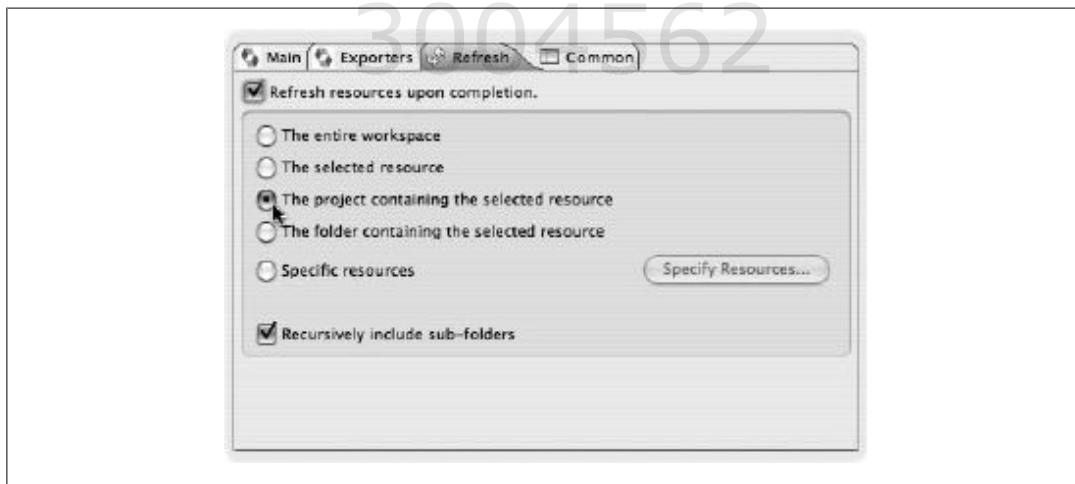 3004562
Main Exporters Refresh Common
Refresh resources upon completion.
The entire workspace
The selected resource
The project containing the selected resource
The folder containing the selected resource
Specific resources Specify Resources...
Recursively include sub-folders